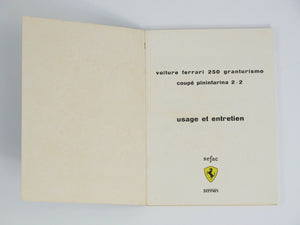 voiture ferrari 250 granturismo
coupé pininfarina 2+2
usage et entretien
sefac
ferrari